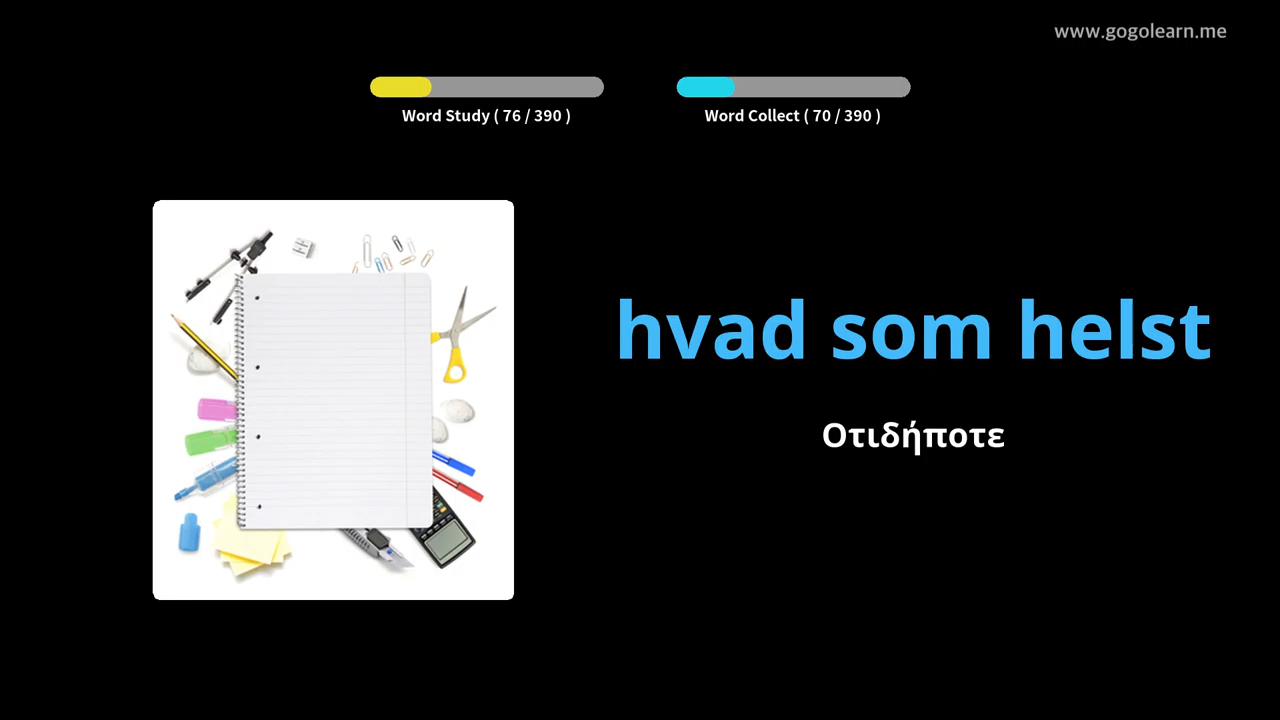 www.gogolearn.me
Word Study ( 76 / 390 )
Word Collect ( 70 / 390 )
hvad som helst
Οτιδήποτε